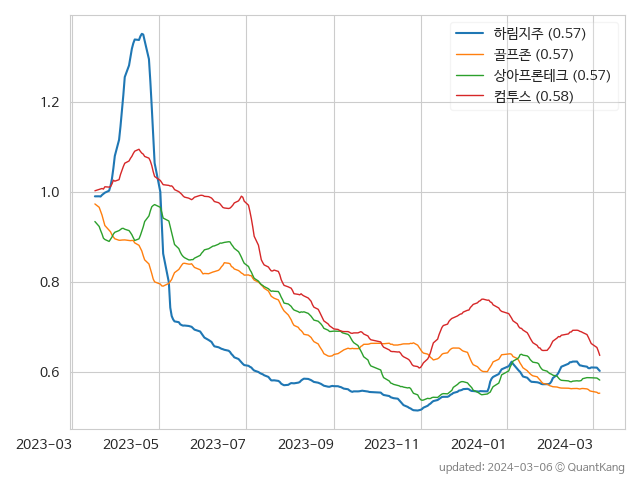 하림지주 (0.57)
골프존 (0.57)
상아프론테크 (0.57)
컴투스 (0.58)
1.2
1.0
0.8
0.6
2023-03 2023-05 2023-07 2023-09 2023-11 2024-01 2024-03
updated: 2024-03-06 © QuantKang